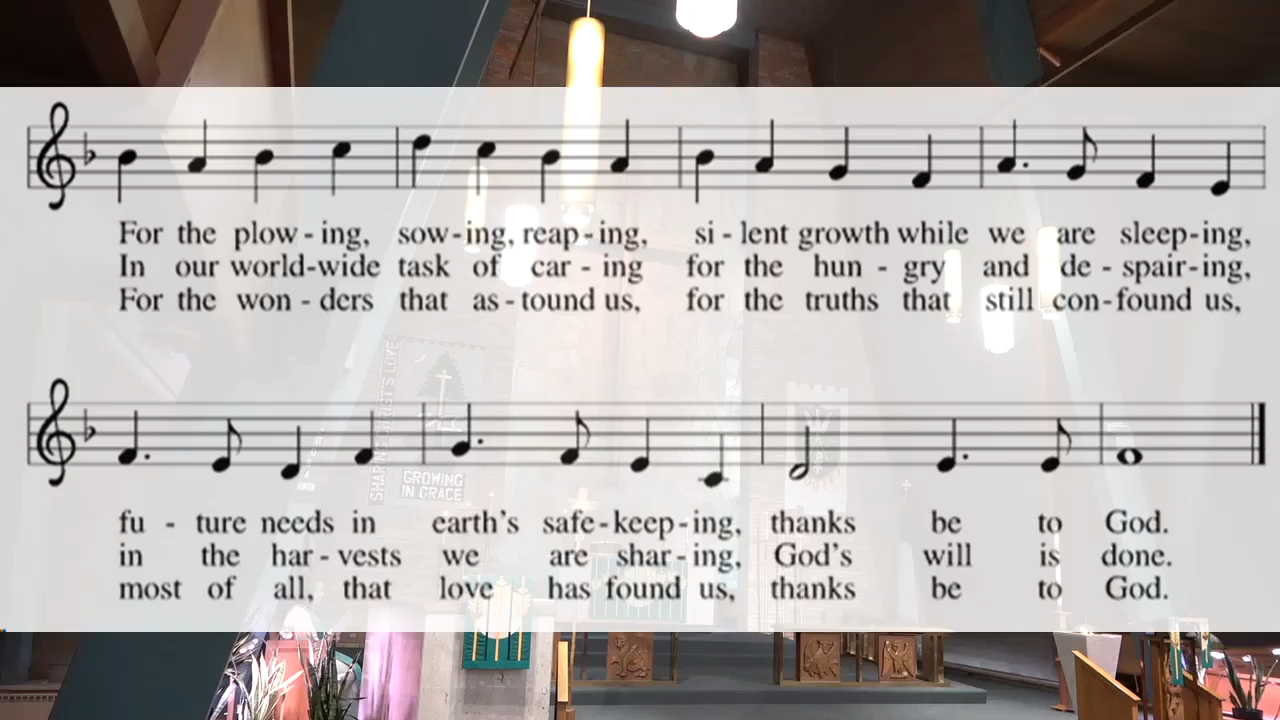 For the plow - ing, sow - ing, reap - ing, si - lent growth while we are sleep - ing,
In our world-wide task of car - ing for the hun - gry and de - spair - ing,
For the won - ders that as - tound us, for the truths that still con - found us,
SHARING CHRIST'S LOVE
GROWING
IN GRACE
fu - ture needs in earth's safe - keep - ing, thanks be to God.
in the har - vests we are shar - ing, God's will is done.
most of all, that love has found us, thanks be to God.